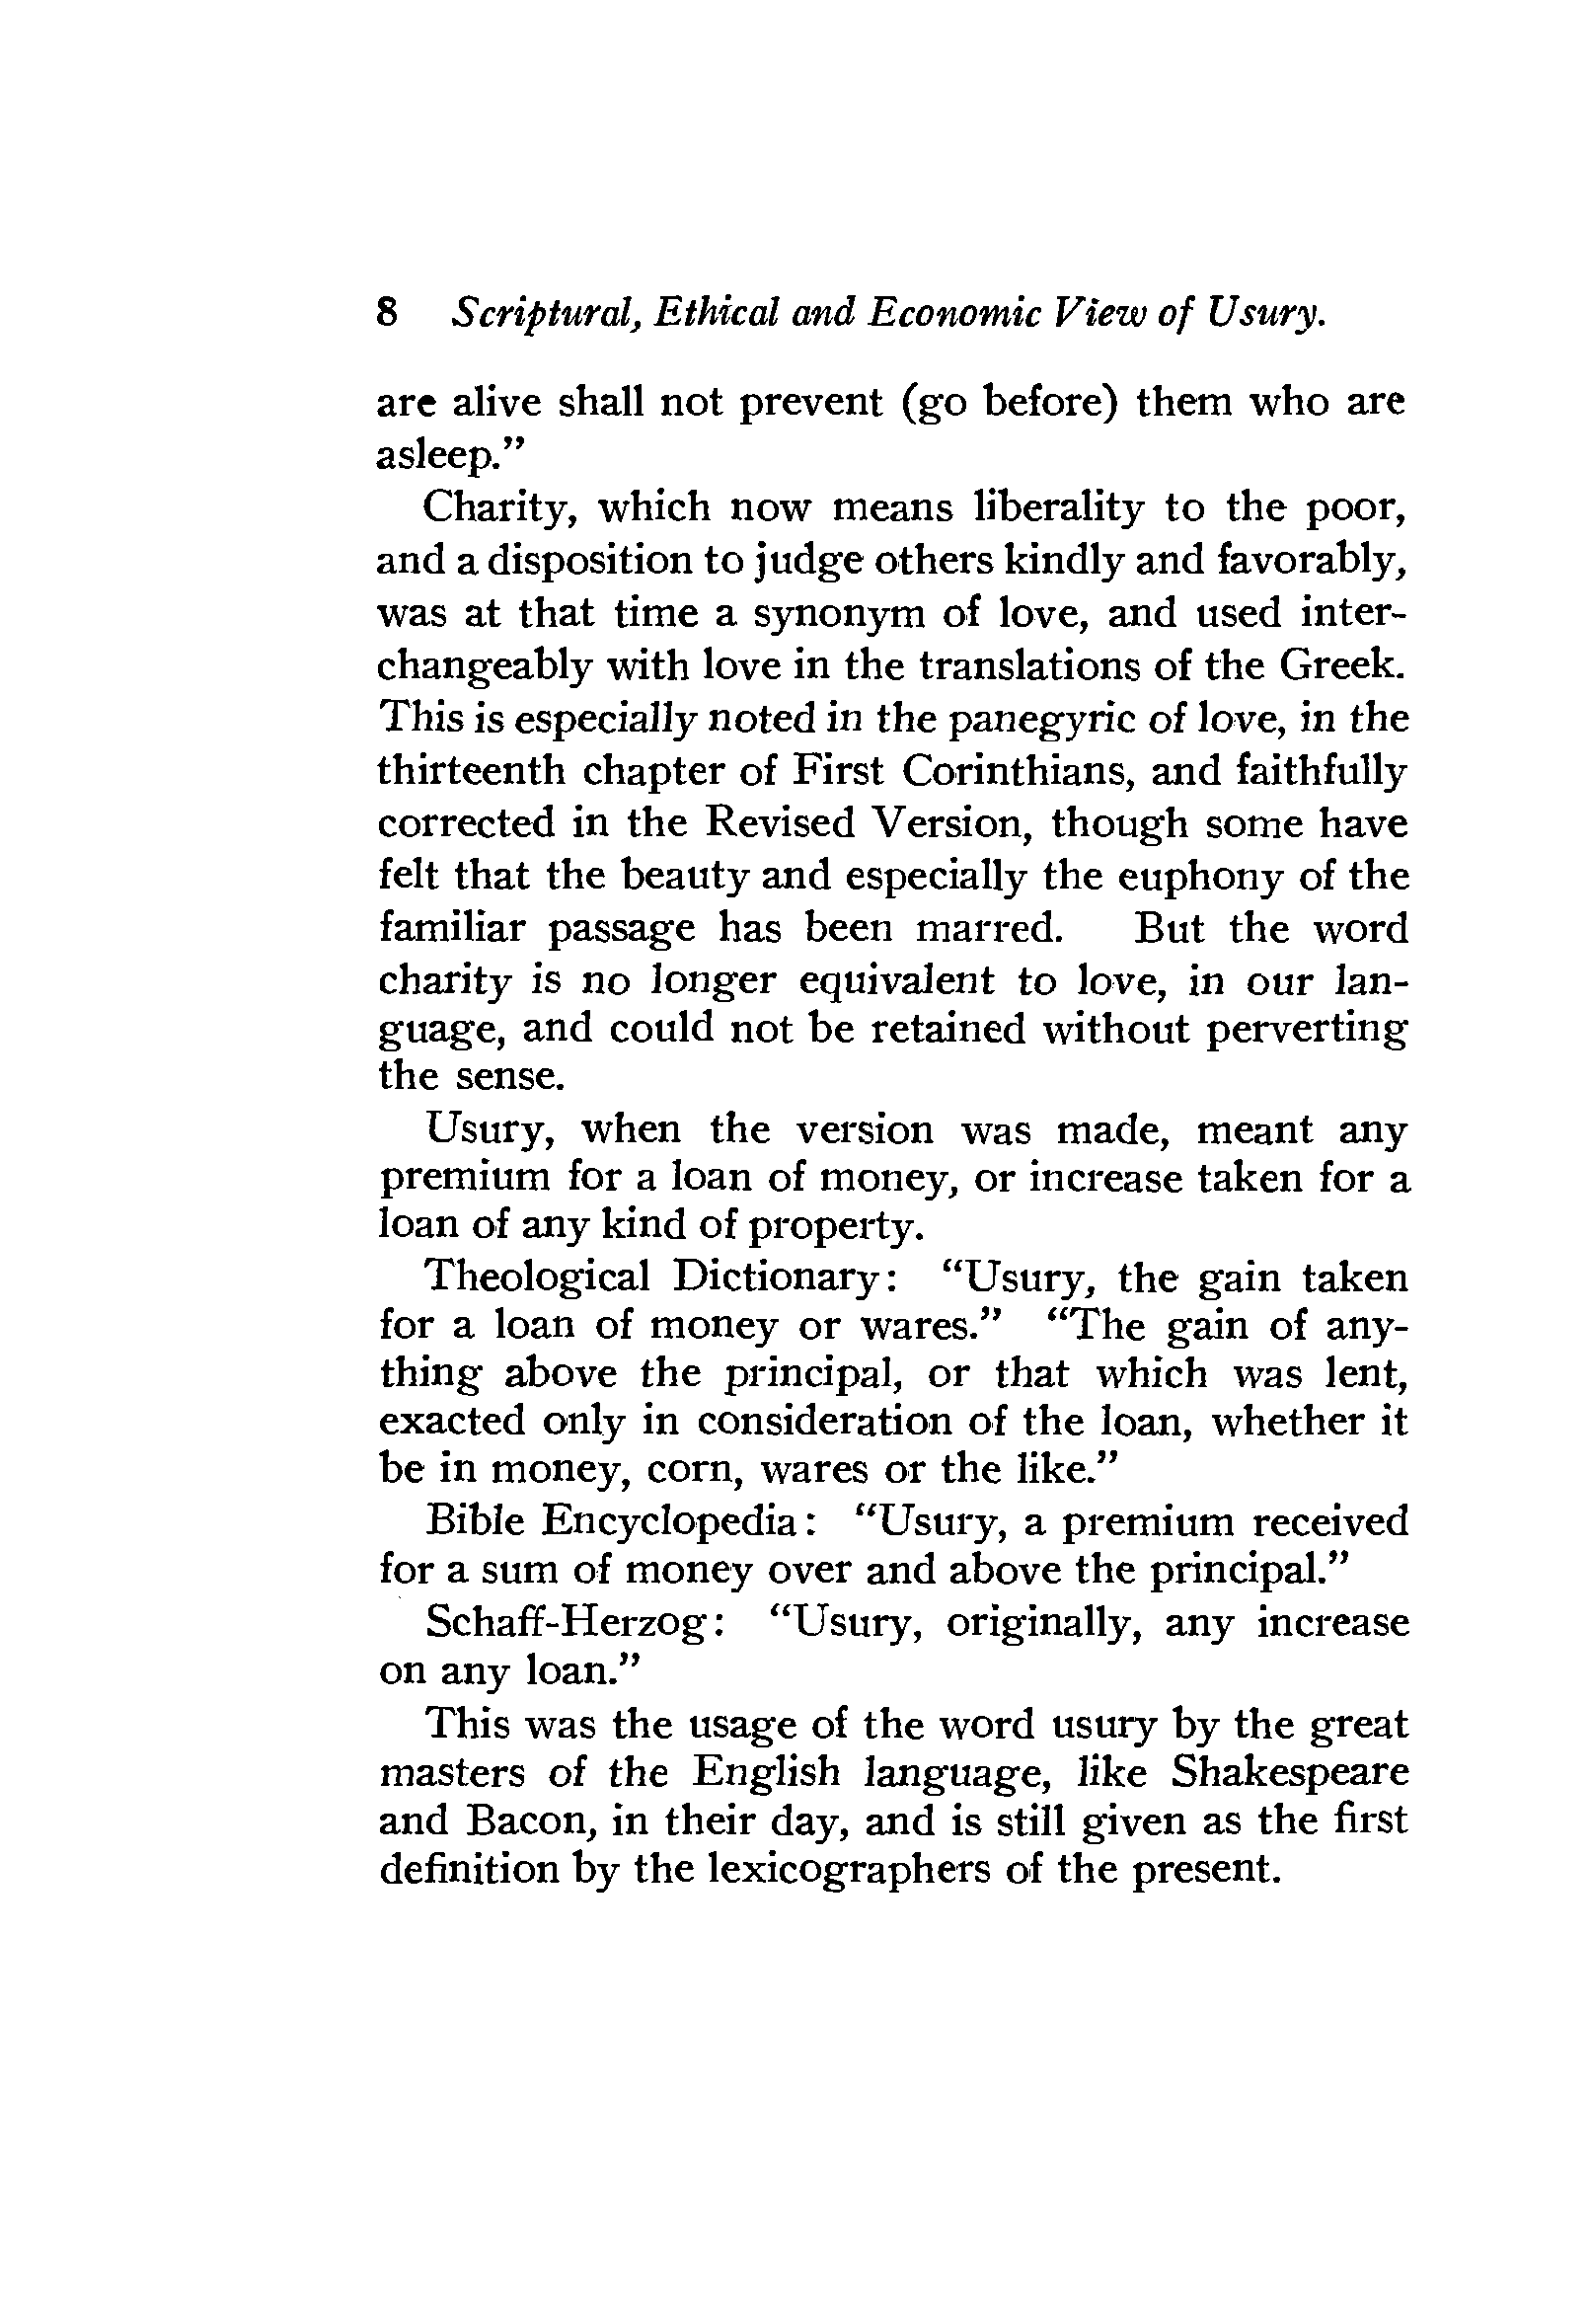 8 Scriptural, Ethical and Economic View of Usury.
are alive shall not prevent (go before) them who are
asleep.”
Charity, which now means liberality to the poor,
and a disposition to judge others kindly and favorably,
was at that time a synonym of love, and used inter-
changeably with love in the translations of the Greek.
This is especially noted in the panegyric of love, in the
thirteenth chapter of First Corinthians, and faithfully
corrected in the Revised Version, though some have
felt that the beauty and especially the euphony of the
familiar passage has been marred. But the word
charity is no longer equivalent to love, in our lan-
guage, and could not be retained without perverting
the sense.
Usury, when the version was made, meant any
premium for a loan of money, or increase taken for a
loan of any kind of property.
Theological Dictionary: “Usury, the gain taken
for a loan of money or wares.” “The gain of any-
thing above the principal, or that which was lent,
exacted only in consideration of the loan, whether it
be in money, corn, wares or the like.”
Bible Encyclopedia: “Usury, a premium received
for a sum of money over and above the principal.”
Schaff-Herzog: “Usury, originally, any increase
on any loan.”
This was the usage of the word usury by the great
masters of the English language, like Shakespeare
and Bacon, in their day, and is still given as the first
definition by the lexicographers of the present.